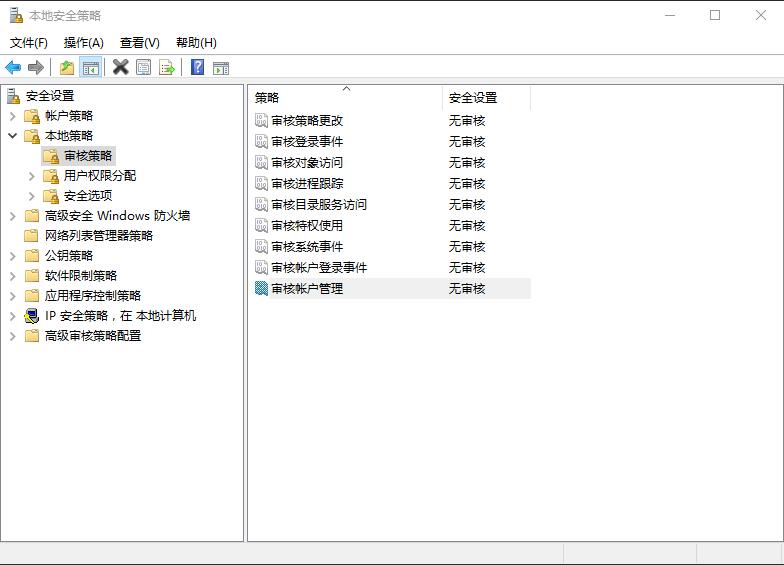 本地安全策略
文件(F) 操作(A) 查看(V) 帮助(H)
安全设置
帐户策略
本地策略
审核策略
用户权限分配
安全选项
高级安全 Windows 防火墙
网络列表管理器策略
公钥策略
软件限制策略
应用程序控制策略
IP 安全策略，在 本地计算机
高级审核策略配置
策略 安全设置
审核策略更改 无审核
审核登录事件 无审核
审核对象访问 无审核
审核进程跟踪 无审核
审核目录服务访问 无审核
审核特权使用 无审核
审核系统事件 无审核
审核帐户登录事件 无审核
审核帐户管理 无审核